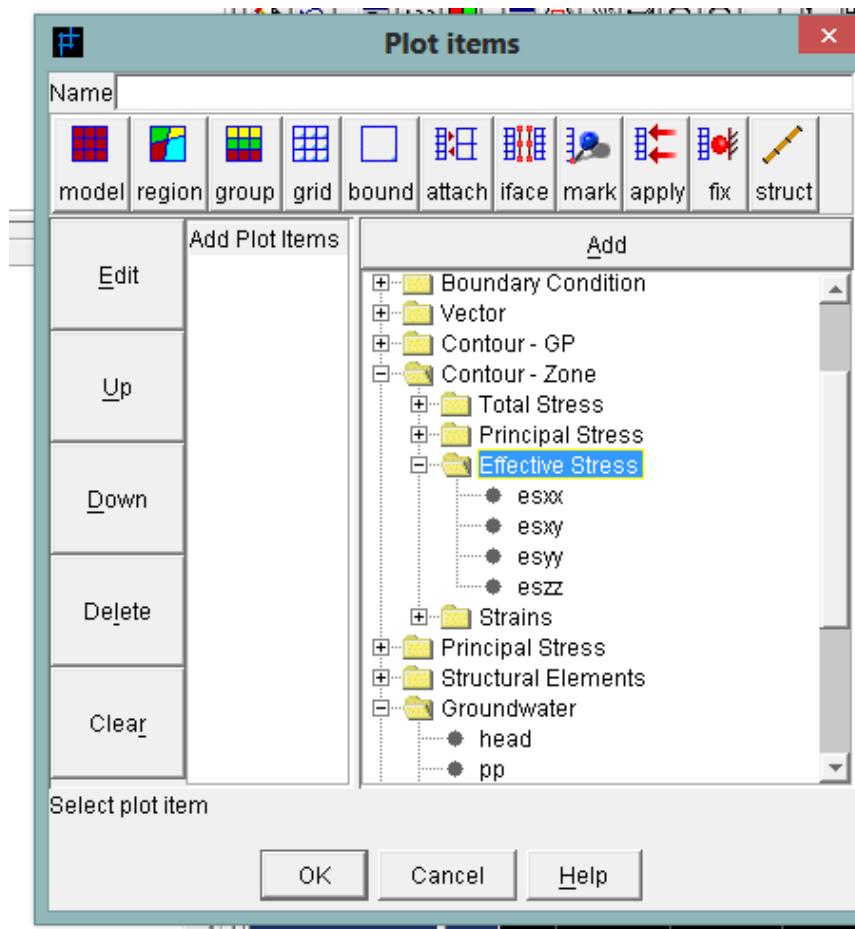 Plot items
Name
model region group grid bound attach iface mark apply fix struct
Edit
Up
Down
Delete
Clear
Add Plot Items
Add
Boundary Condition
Vector
Contour - GP
Contour - Zone
Total Stress
Principal Stress
Effective Stress
esxx
esxy
esyy
eszz
Strains
Principal Stress
Structural Elements
Groundwater
head
pp
Select plot item
OK Cancel Help